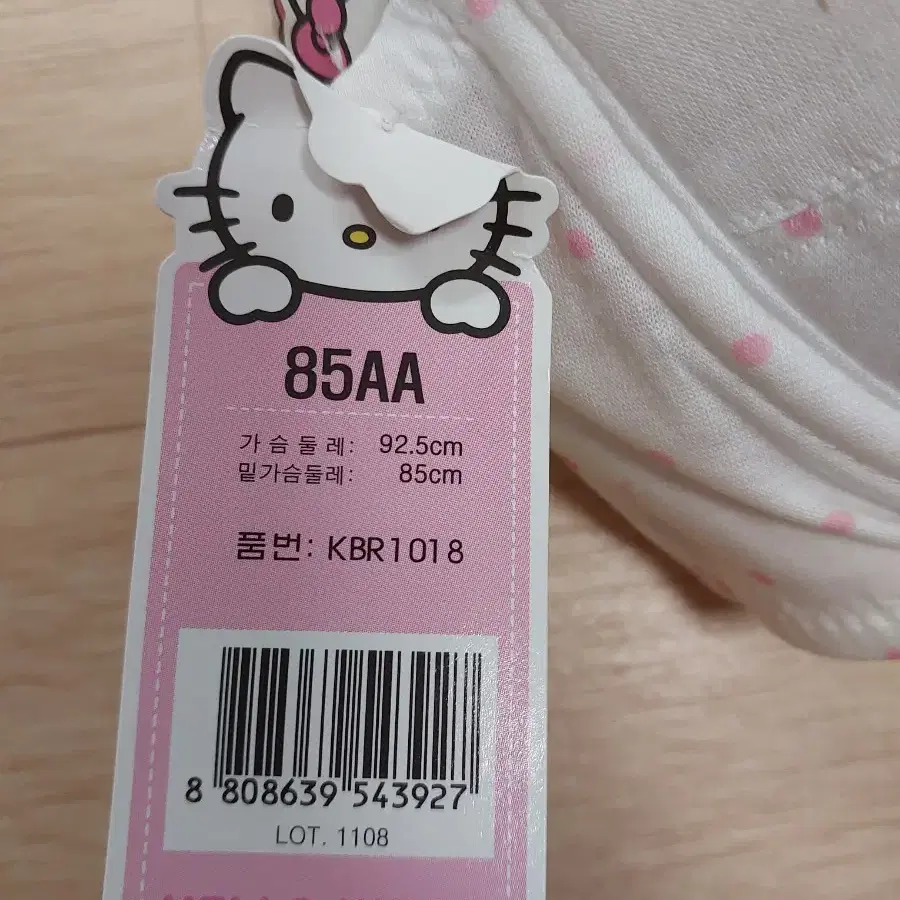 85AA
가 슴 둘 레: 92.5cm
밑가슴둘레: 85cm
품번: KBR1018
8 808639 543927
LOT. 1108